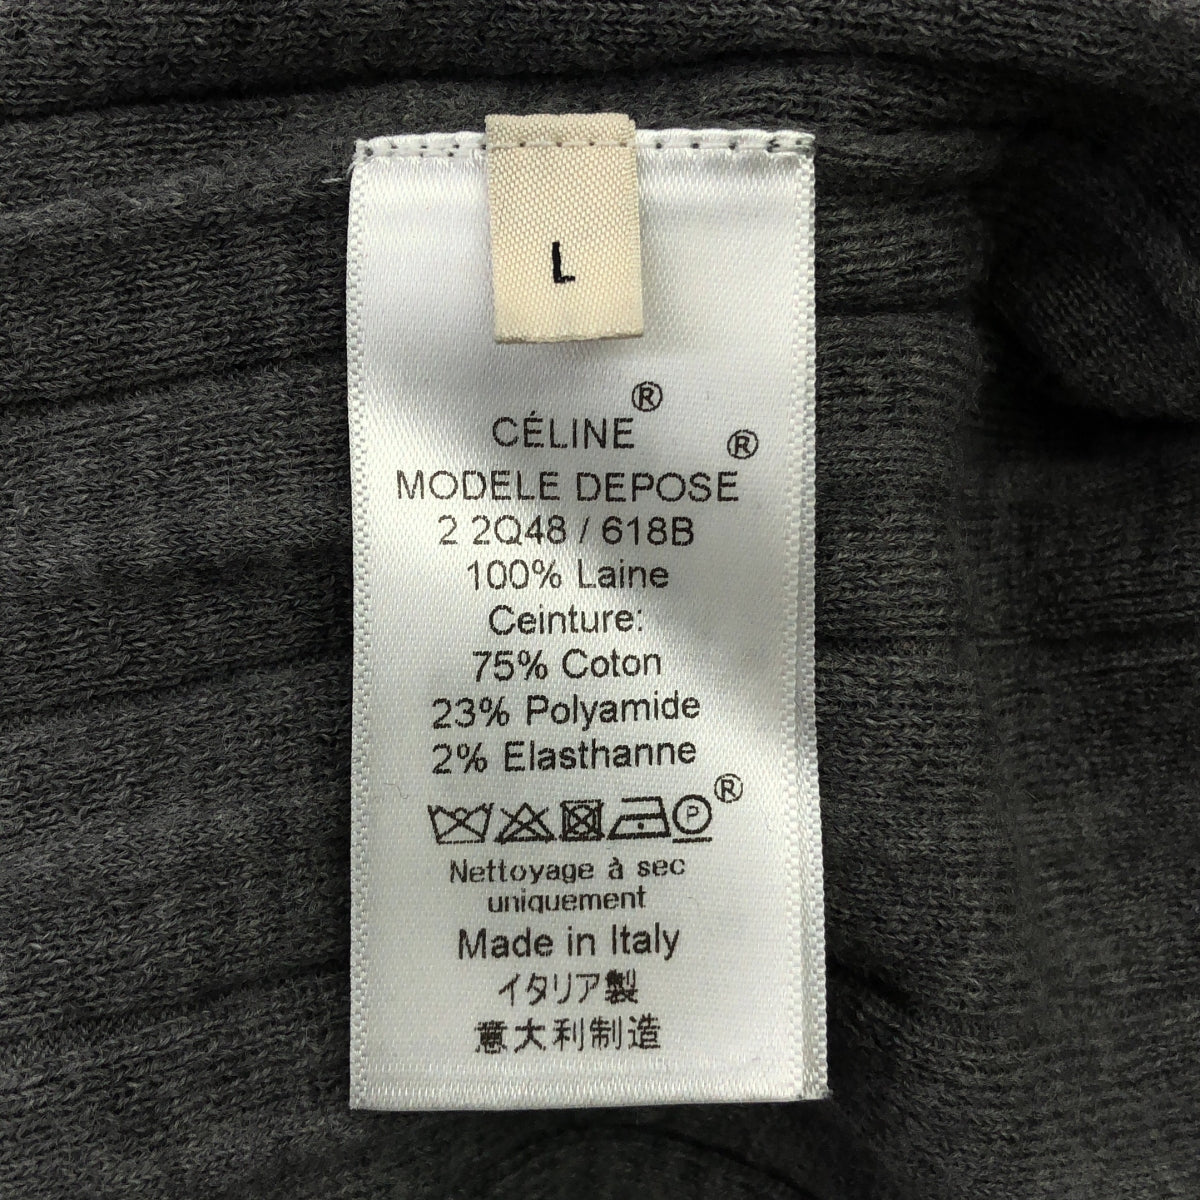 L
CÉLINE®
MODELE DEPOSE®
2 2Q48 / 618B
100% Laine
Ceinture:
75% Coton
23% Polyamide
2% Elasthanne
P ®
Nettoyage à sec
uniquement
Made in Italy
イタリア製
意大利制造